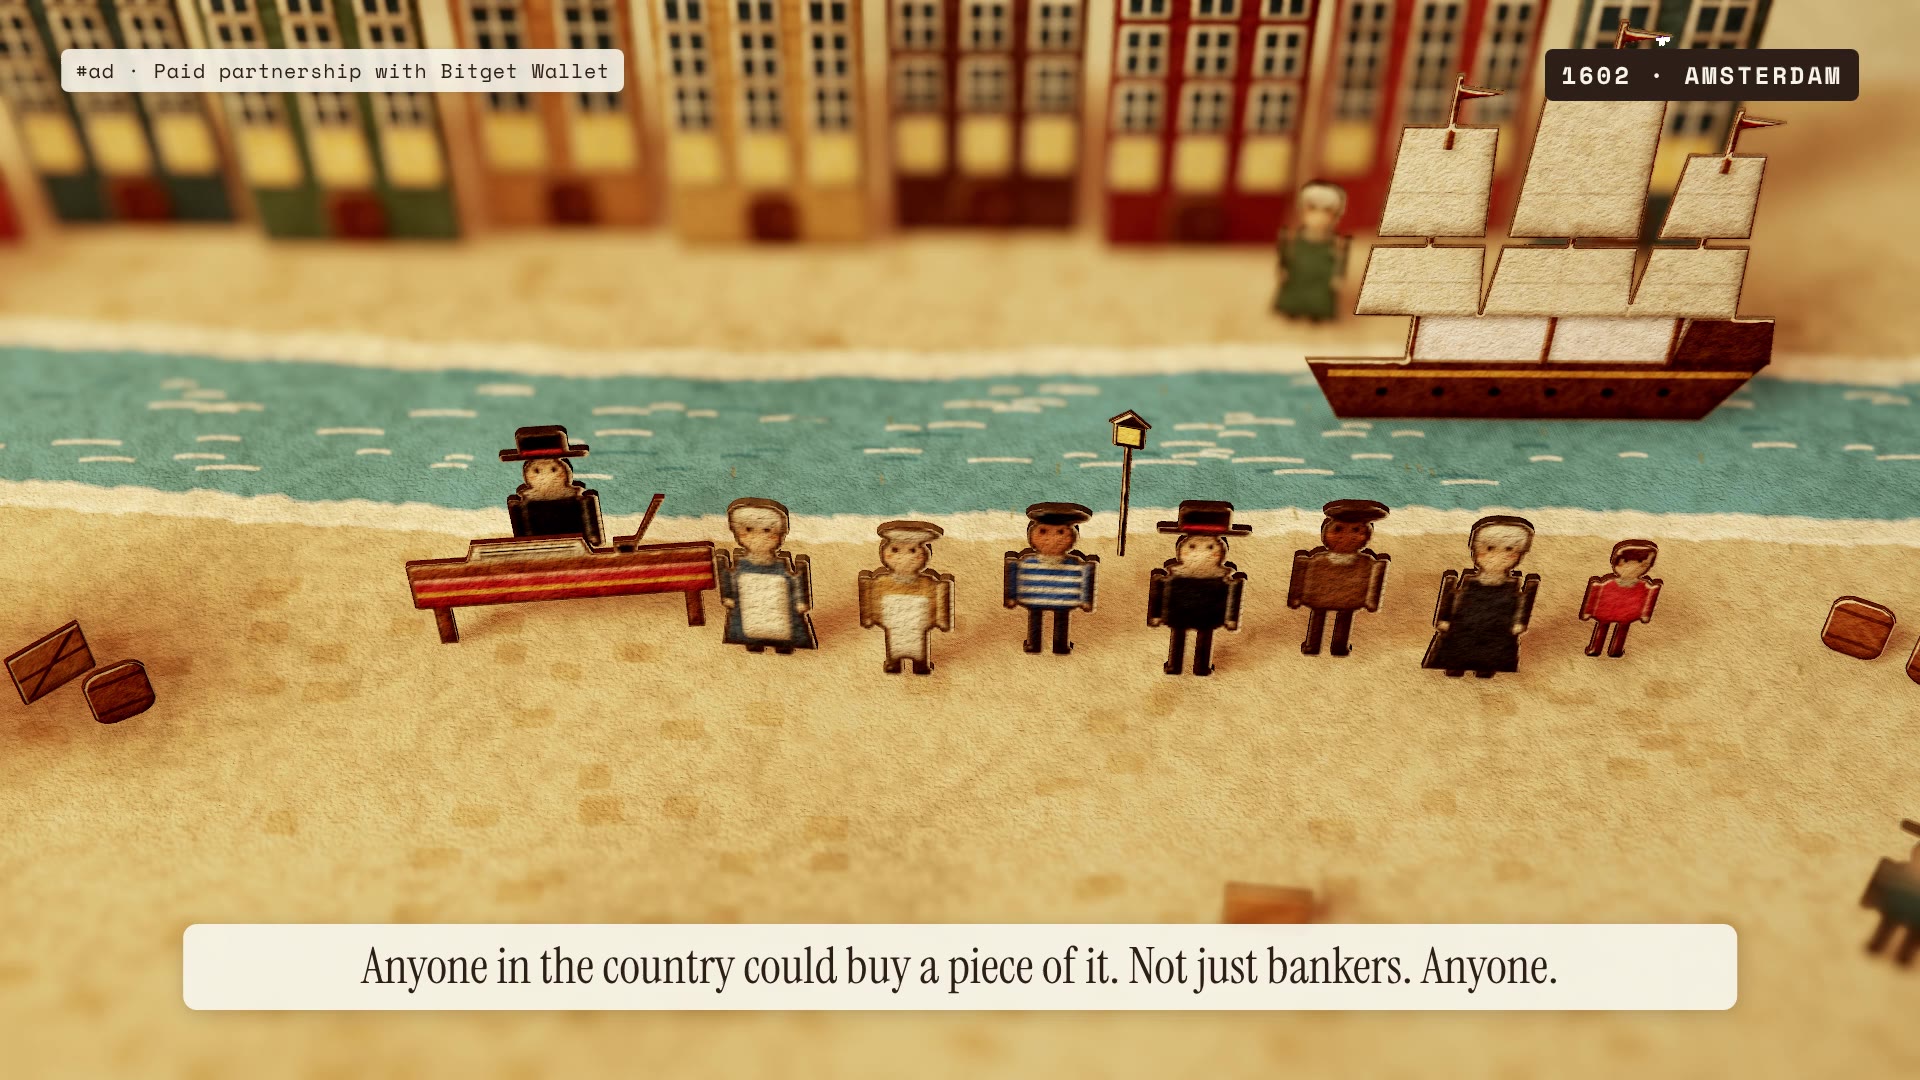 #ad · Paid partnership with Bitget Wallet
1602 · AMSTERDAM
Anyone in the country could buy a piece of it. Not just bankers. Anyone.